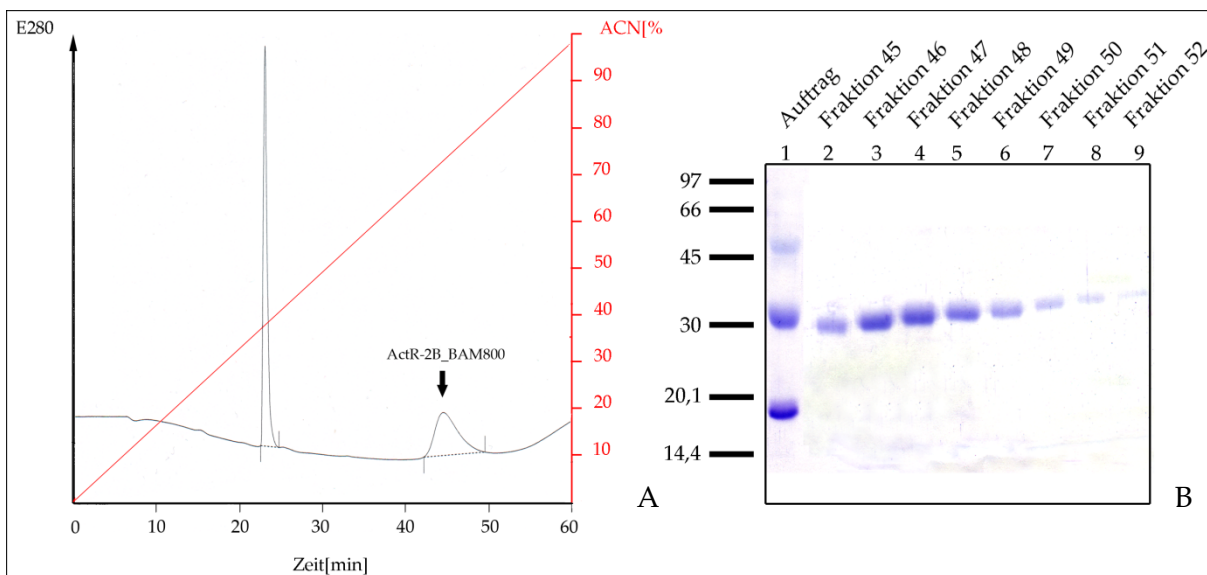 E280
ACN[%
90
80
70
60
50
40
30
20
10
ActR-2B_BAM800
0
10
20
30
40
50
60
Zeit[min]
A
Auftrag
Fraktion 45
Fraktion 46
Fraktion 47
Fraktion 48
Fraktion 49
Fraktion 50
Fraktion 51
Fraktion 52
1 2 3 4 5 6 7 8 9
97
66
45
30
20,1
14,4
B